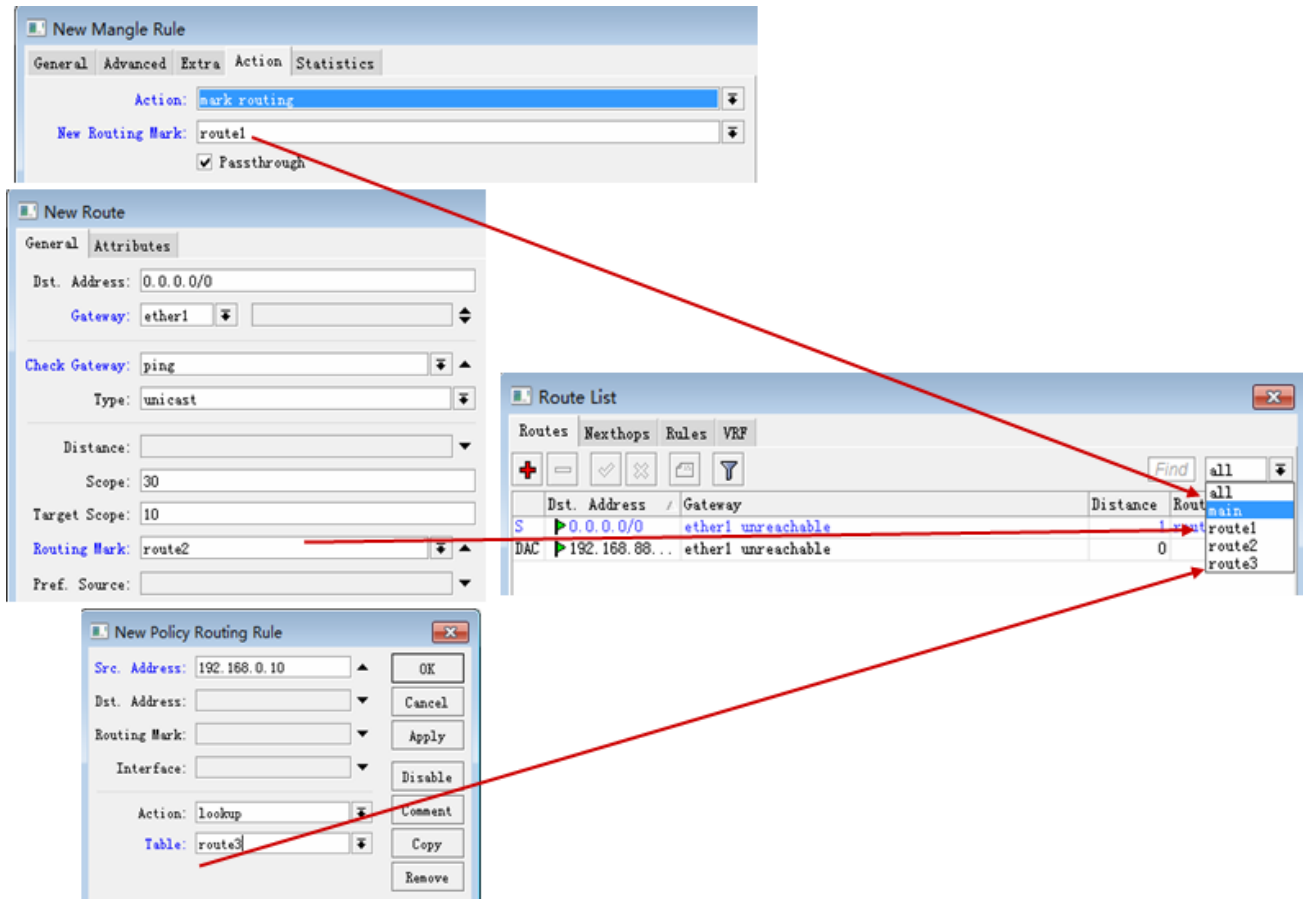 New Mangle Rule
General Advanced Extra Action Statistics
Action: mark routing
New Routing Mark: route1
Passthrough
New Route
General Attributes
Dst. Address: 0.0.0.0/0
Gateway: ether1
Check Gateway: ping
Type: unicast
Distance:
Scope: 30
Target Scope: 10
Routing Mark: route2
Pref. Source:
Route List
Routes Nexthops Rules VRF
Find all
Dst. Address / Gateway Distance Rout
S 0.0.0.0/0 ether1 unreachable 1 rout
DAC 192.168.88... ether1 unreachable 0
all
main
route1
route2
route3
New Policy Routing Rule
Src. Address: 192.168.0.10 OK
Dst. Address: Cancel
Routing Mark: Apply
Interface: Disable
Action: lookup Comment
Table: route3 Copy
Remove